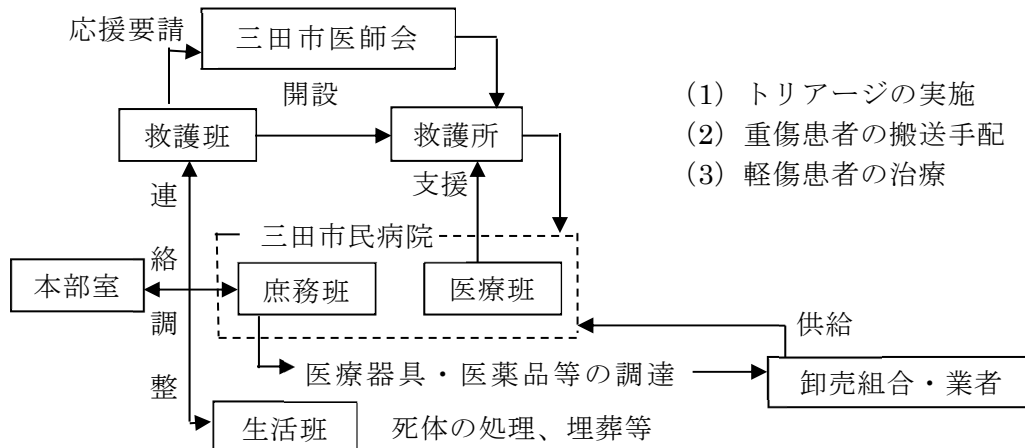 応援要請
三田市医師会
開設
(1) トリアージの実施
救護班
救護所
(2) 重傷患者の搬送手配
(3) 軽傷患者の治療
支援
連絡調整
三田市民病院
本部室
庶務班
医療班
供給
医療器具・医薬品等の調達
卸売組合・業者
生活班
死体の処理、埋葬等